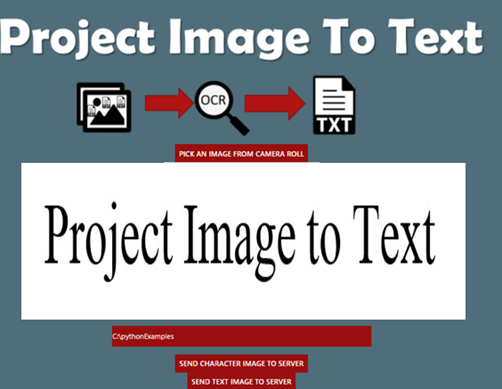 Project Image To Text
OCR
TXT
PICK AN IMAGE FROM CAMERA ROLL
Project Image to Text
C:\pythonExamples
SEND CHARACTER IMAGE TO SERVER
SEND TEXT IMAGE TO SERVER